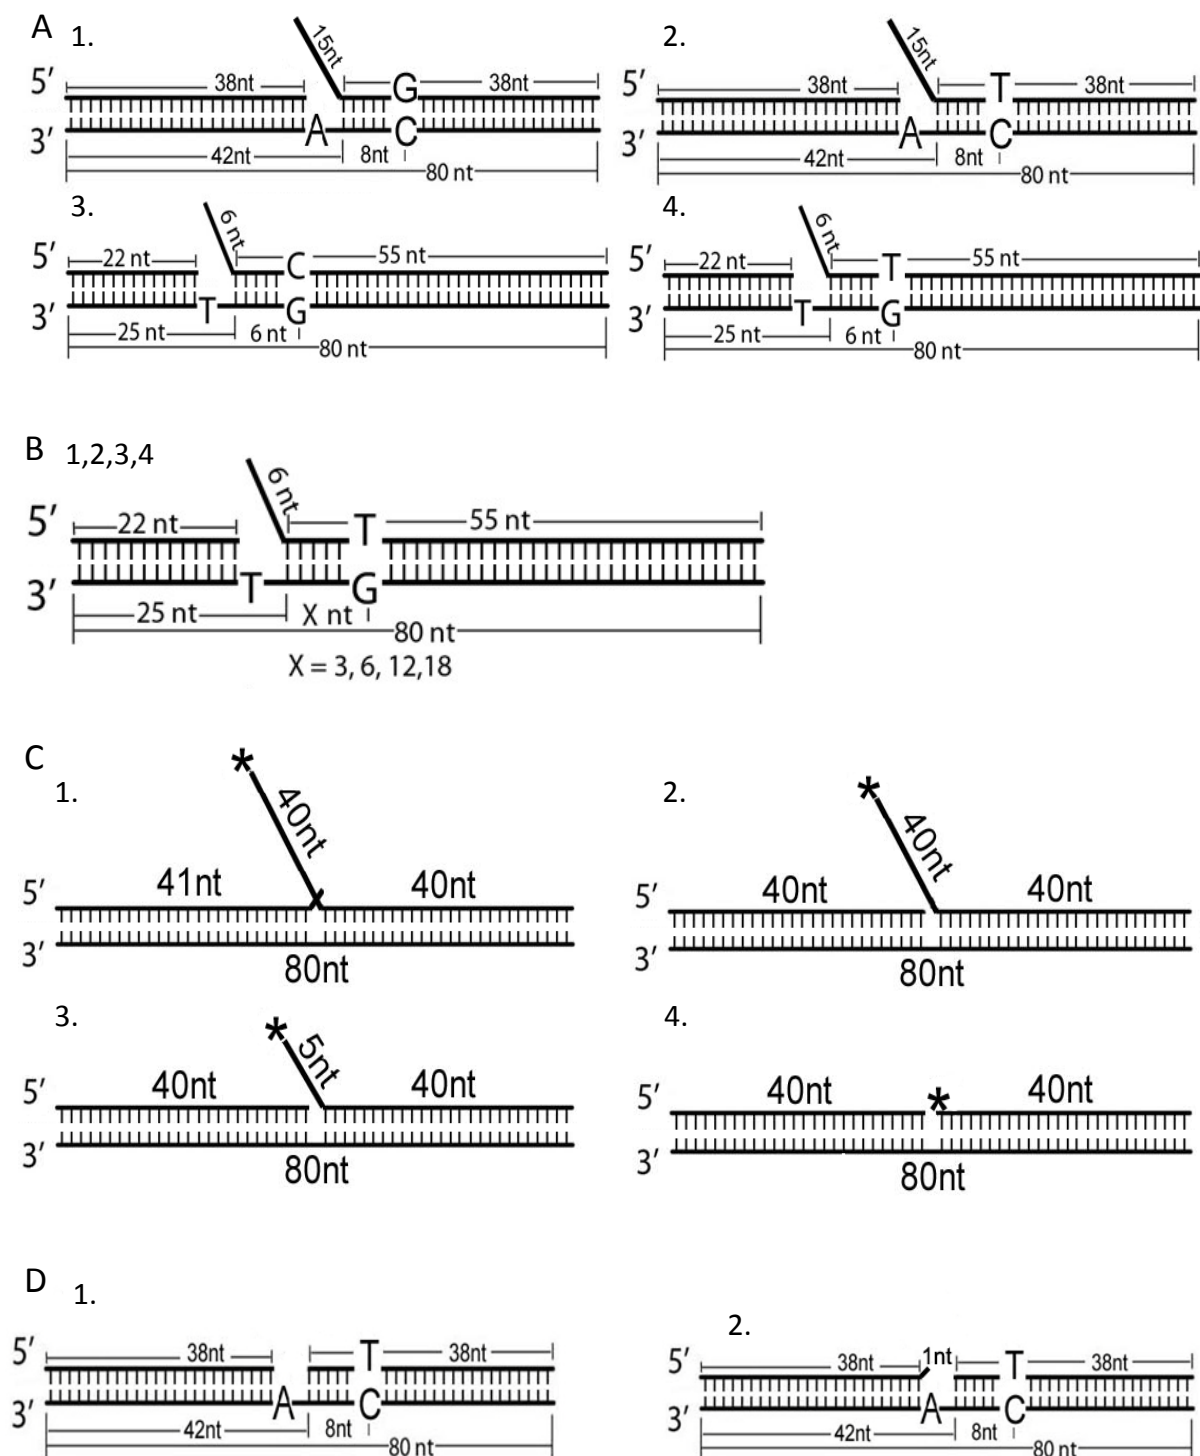 A 1. 2.
15nt 15nt
5′ 38nt G 38nt 5′ 38nt T 38nt
3′ A C 3′ A C
42nt 8nt 42nt 8nt
80 nt 80 nt
3. 4.
6 nt 6 nt
5′ 22 nt C 55 nt 5′ 22 nt T 55 nt
3′ T G 3′ T G
25 nt 6 nt 25 nt 6 nt
80 nt 80 nt
B 1,2,3,4
6 nt
5′ 22 nt T 55 nt
3′ T G
25 nt X nt
80 nt
X = 3, 6, 12,18
C
1. * 2. *
40nt 40nt
5′ 41nt 40nt 5′ 40nt 40nt
3′ 3′
80nt 80nt
3. * 4.
5nt
5′ 40nt 40nt 5′ 40nt * 40nt
3′ 3′
80nt 80nt
D 1. 2.
5′ 38nt T 38nt 5′ 38nt 1nt T 38nt
3′ A C 3′ A C
42nt 8nt 42nt 8nt
80 nt 80 nt